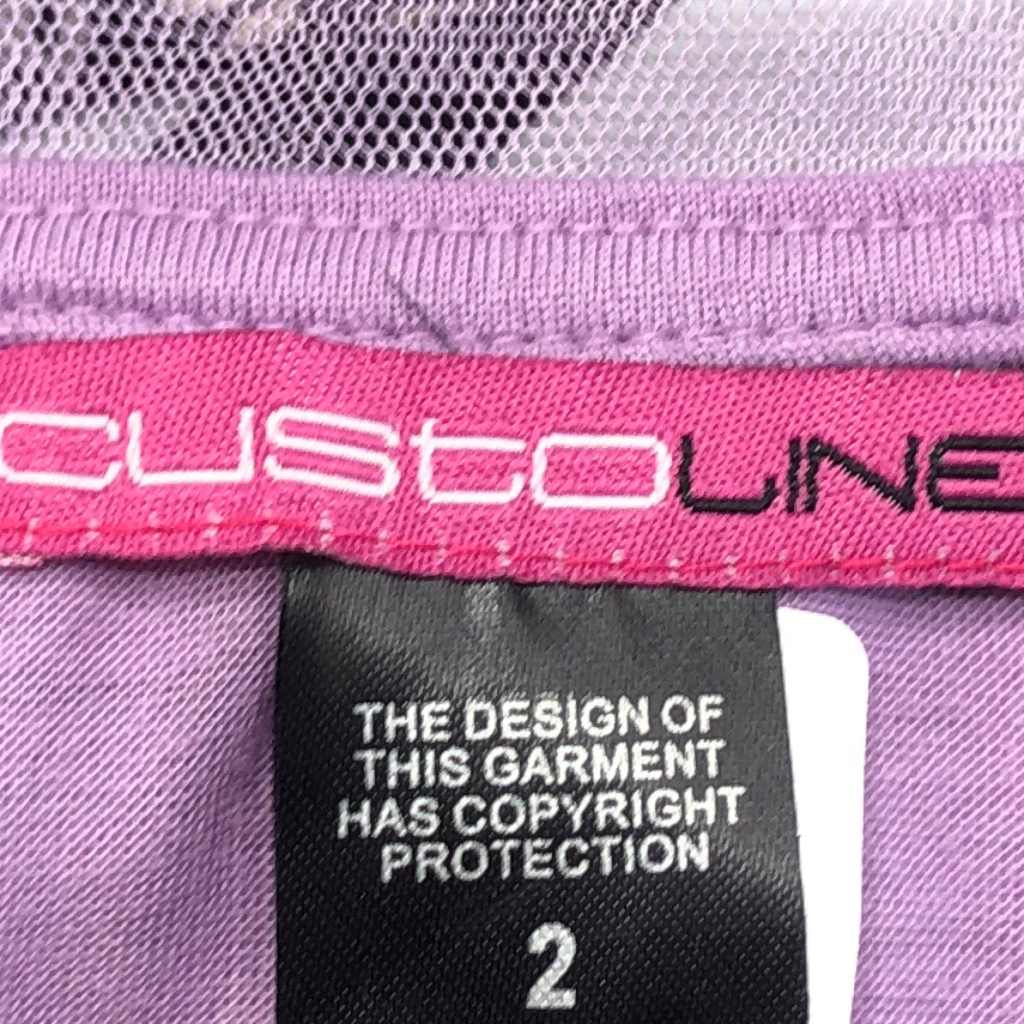 CUStOLINE
THE DESIGN OF
THIS GARMENT
HAS COPYRIGHT
PROTECTION
2